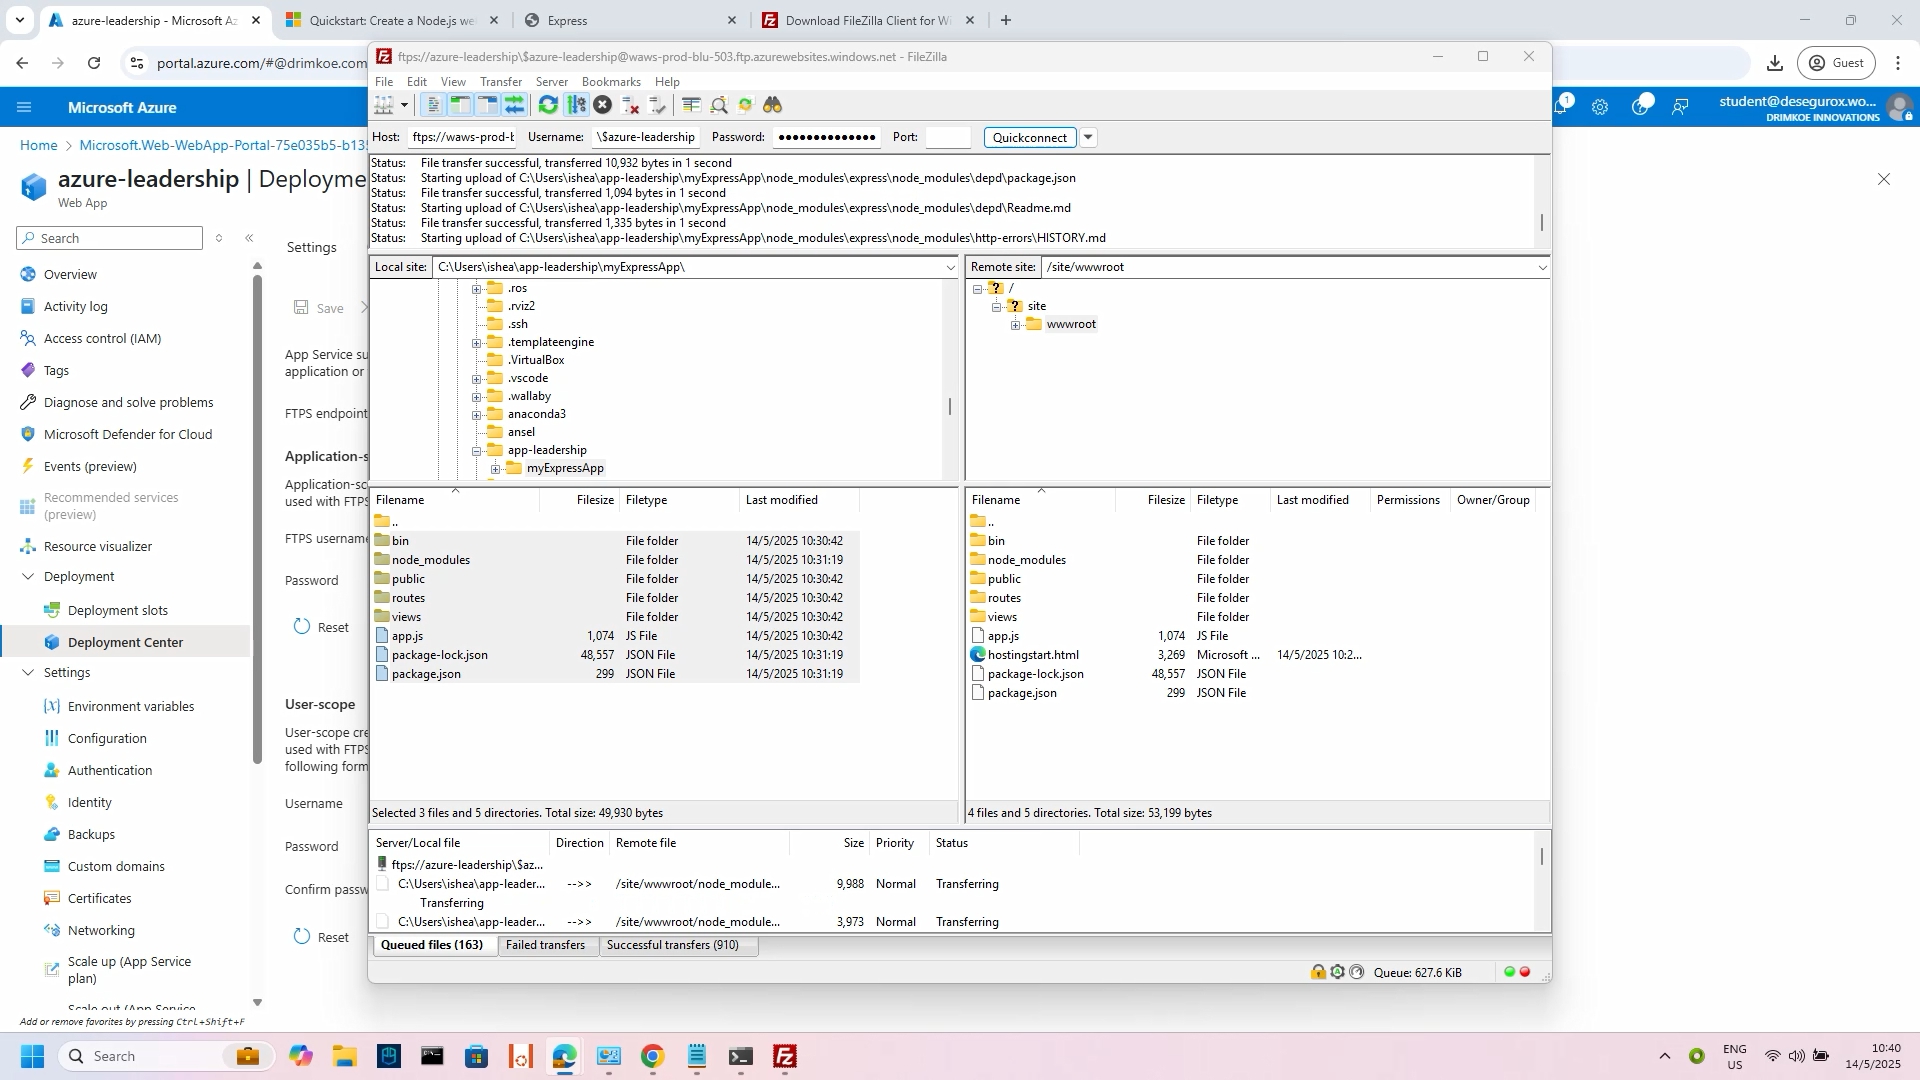 azure-leadership - Microsoft Az
Quickstart: Create a Node.js we
Express
Download FileZilla Client for Wi
portal.azure.com/#@drimkoe.com
Guest
Microsoft Azure
1
student@desegurox.wo...
DRIMKOE INNOVATIONS
Home > Microsoft.Web-WebApp-Portal-75e035b5-b135
azure-leadership | Deployme
Web App
Search
Overview
Activity log
Access control (IAM)
Tags
Diagnose and solve problems
Microsoft Defender for Cloud
Events (preview)
Recommended services
(preview)
Resource visualizer
Deployment
Deployment slots
Deployment Center
Settings
Environment variables
Configuration
Authentication
Identity
Backups
Custom domains
Certificates
Networking
Scale up (App Service
plan)
Scale out (App Service
Add or remove favorites by pressing Ctrl+Shift+F
Settings
Save
App Service su
application or
FTPS endpoint
Application-s
Application-sc
used with FTPS
FTPS username
Password
Reset
User-scope
User-scope cre
used with FTPS
following form
Username
Password
Confirm passw
Reset
ftps://azure-leadership\$azure-leadership@waws-prod-blu-503.ftp.azurewebsites.windows.net - FileZilla
File Edit View Transfer Server Bookmarks Help
Host: ftps://waws-prod-b Username: \$azure-leadership Password: ●●●●●●●●●●●●●● Port: Quickconnect
Status: File transfer successful, transferred 10,932 bytes in 1 second
Status: Starting upload of C:\Users\ishea\app-leadership\myExpressApp\node_modules\express\node_modules\depd\package.json
Status: File transfer successful, transferred 1,094 bytes in 1 second
Status: Starting upload of C:\Users\ishea\app-leadership\myExpressApp\node_modules\express\node_modules\depd\Readme.md
Status: File transfer successful, transferred 1,335 bytes in 1 second
Status: Starting upload of C:\Users\ishea\app-leadership\myExpressApp\node_modules\express\node_modules\http-errors\HISTORY.md
Local site: C:\Users\ishea\app-leadership\myExpressApp\
.ros
.rviz2
.ssh
.templateengine
.VirtualBox
.vscode
.wallaby
anaconda3
ansel
app-leadership
myExpressApp
Remote site: /site/wwwroot
/
site
wwwroot
Filename Filesize Filetype Last modified
..
bin File folder 14/5/2025 10:30:42
node_modules File folder 14/5/2025 10:31:19
public File folder 14/5/2025 10:30:42
routes File folder 14/5/2025 10:30:42
views File folder 14/5/2025 10:30:42
app.js 1,074 JS File 14/5/2025 10:30:42
package-lock.json 48,557 JSON File 14/5/2025 10:31:19
package.json 299 JSON File 14/5/2025 10:31:19
Selected 3 files and 5 directories. Total size: 49,930 bytes
Filename Filesize Filetype Last modified Permissions Owner/Group
..
bin File folder
node_modules File folder
public File folder
routes File folder
views File folder
app.js 1,074 JS File
hostingstart.html 3,269 Microsoft ... 14/5/2025 10:2...
package-lock.json 48,557 JSON File
package.json 299 JSON File
4 files and 5 directories. Total size: 53,199 bytes
Server/Local file Direction Remote file Size Priority Status
ftps://azure-leadership\$az...
C:\Users\ishea\app-leader... -->> /site/wwwroot/node_module... 9,988 Normal Transferring
Transferring
C:\Users\ishea\app-leader... -->> /site/wwwroot/node_module... 3,973 Normal Transferring
Queued files (163) Failed transfers Successful transfers (910)
Queue: 627.6 KiB
Search
ENG
US
10:40
14/5/2025